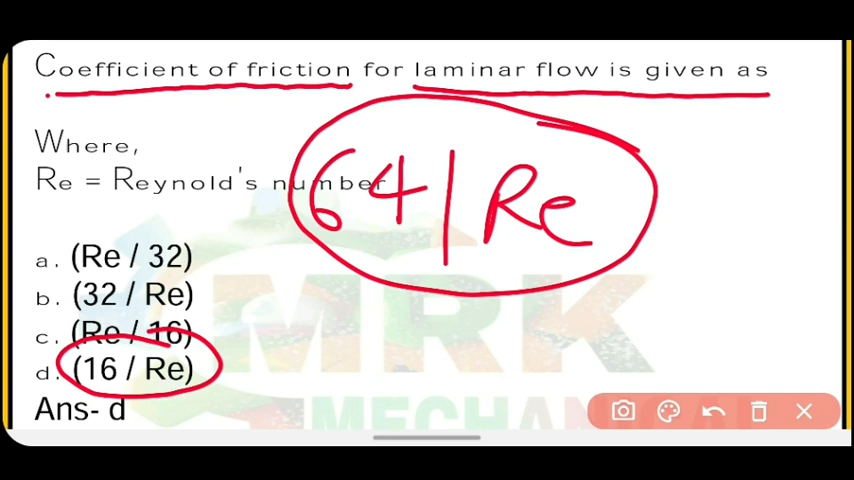 Coefficient of friction for laminar flow is given as
Where,
Re = Reynold's number
64 | Re
a. (Re / 32)
b. (32 / Re)
c. (Re / 16)
d. (16 / Re)
Ans- d
MRK
MECHANICAL